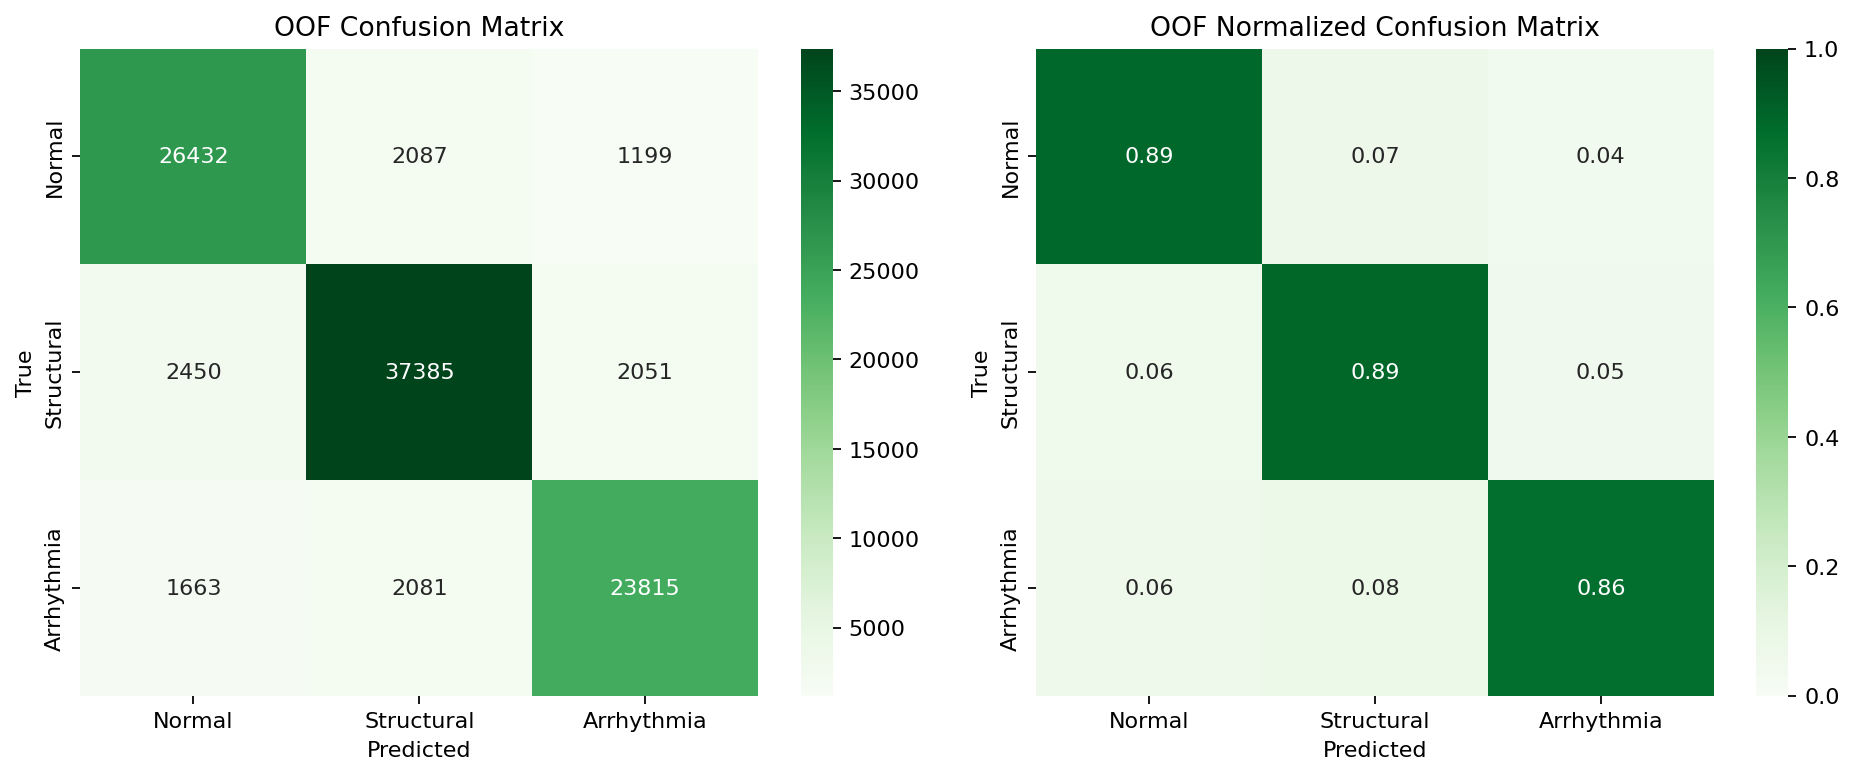 OOF Confusion Matrix
True
Normal
26432 2087 1199
Structural
2450 37385 2051
Arrhythmia
1663 2081 23815
Normal Structural Arrhythmia
Predicted
35000
30000
25000
20000
15000
10000
5000
OOF Normalized Confusion Matrix
True
Normal
0.89 0.07 0.04
Structural
0.06 0.89 0.05
Arrhythmia
0.06 0.08 0.86
Normal Structural Arrhythmia
Predicted
1.0
0.8
0.6
0.4
0.2
0.0